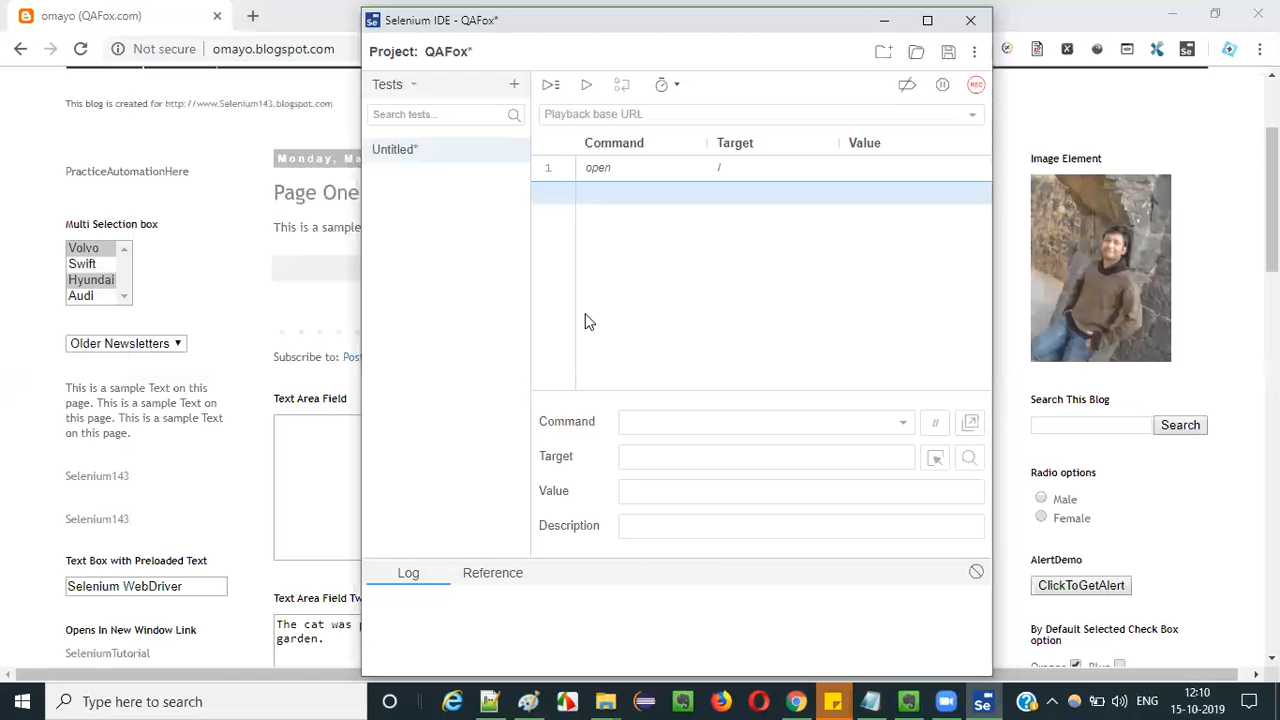 omayo (QAFox.com)
Not secure
omayo.blogspot.com
This blog is created for http://www.Selenium143.blogspot.com
PracticeAutomationHere
Multi Selection box
Volvo
Swift
Hyundai
Audi
Older Newsletters
This is a sample Text on this
page. This is a sample Text on
this page. This is a sample Text
on this page.
Selenium143
Selenium143
Text Box with Preloaded Text
Selenium WebDriver
Opens In New Window Link
SeleniumTutorial
Monday, Ma
Page One
This is a sample
Subscribe to: Pos
Text Area Field
Text Area Field Tw
The cat was p
garden.
Selenium IDE - QAFox*
Project: QAFox*
Tests
Search tests...
Untitled*
REC
Playback base URL
Command Target Value
1 open /
Command
//
Target
Value
Description
Log Reference
Image Element
Search This Blog
Search
Radio options
Male
Female
AlertDemo
ClickToGetAlert
By Default Selected Check Box
option
Orange Blue
Type here to search
ENG
12:10
15-10-2019